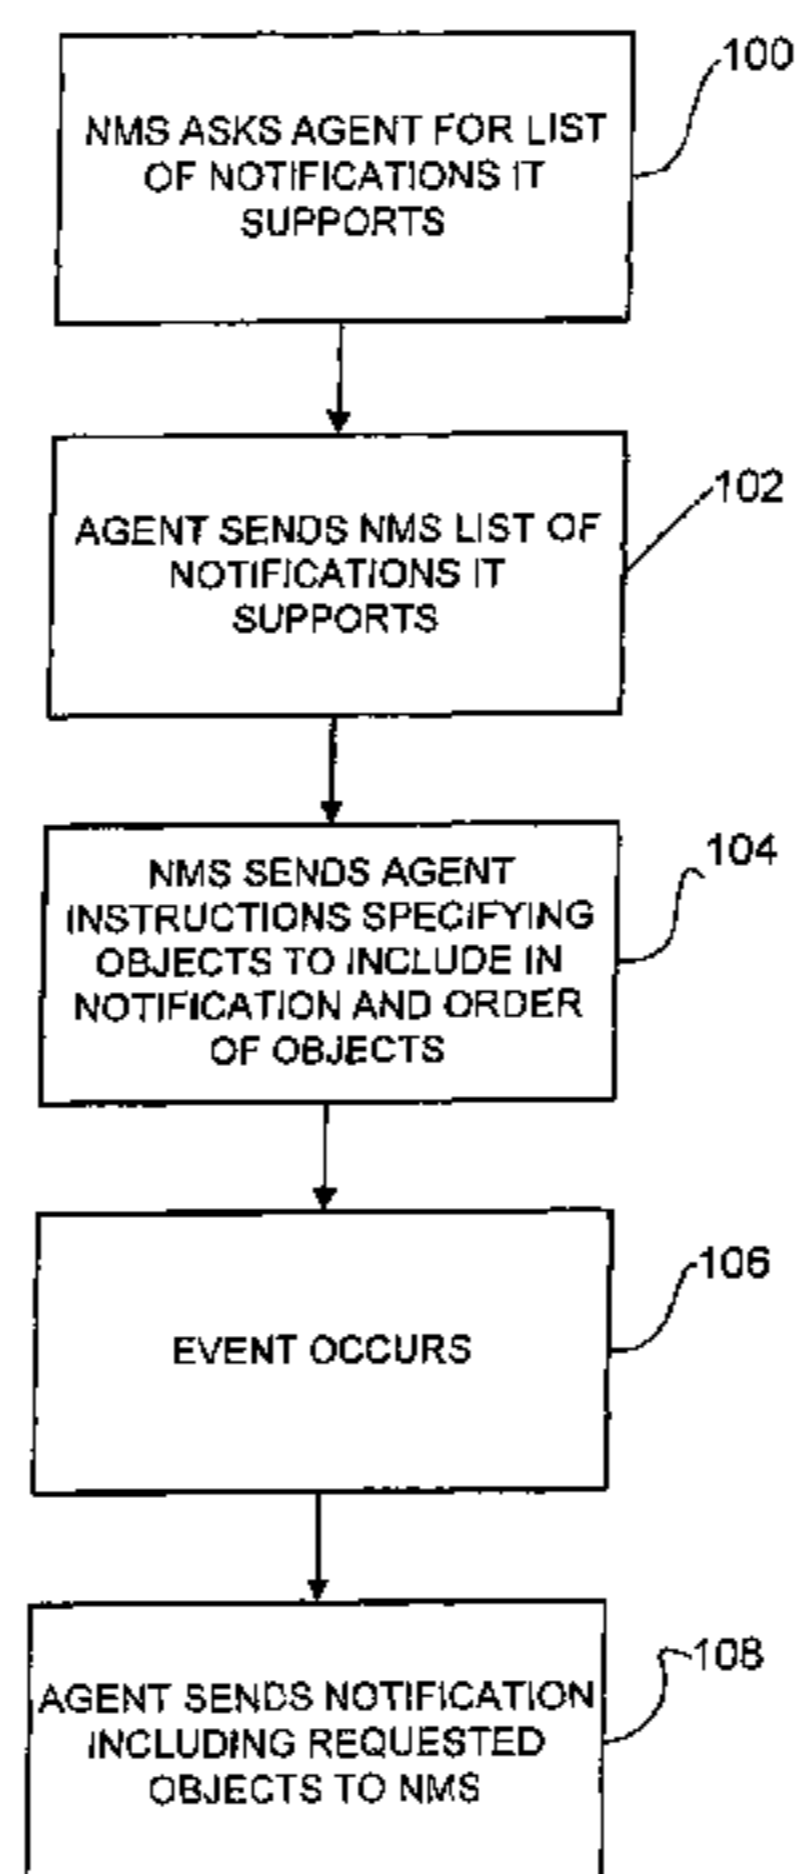 100
NMS ASKS AGENT FOR LIST
OF NOTIFICATIONS IT
SUPPORTS
102
AGENT SENDS NMS LIST OF
NOTIFICATIONS IT
SUPPORTS
104
NMS SENDS AGENT
INSTRUCTIONS SPECIFYING
OBJECTS TO INCLUDE IN
NOTIFICATION AND ORDER
OF OBJECTS
106
EVENT OCCURS
108
AGENT SENDS NOTIFICATION
INCLUDING REQUESTED
OBJECTS TO NMS